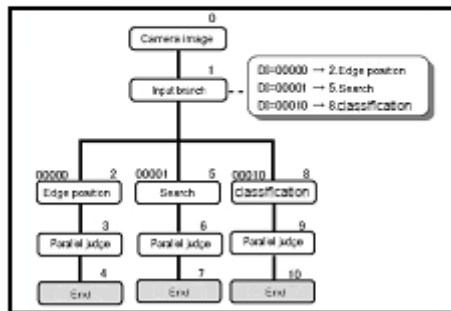 0
Camera image
1
Input branch
DI=00000 → 2.Edge position
DI=00001 → 5.Search
DI=00010 → 8.classification
00000 2 00001 5 00010 8
Edge position Search classification
3 6 9
Parallel judge Parallel judge Parallel judge
4 7 10
End End End